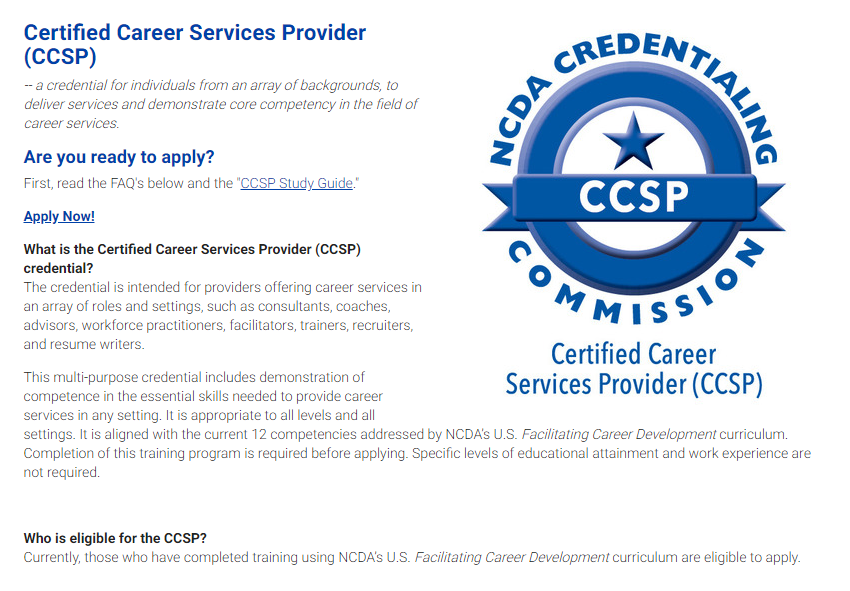 Certified Career Services Provider
(CCSP)
-- a credential for individuals from an array of backgrounds, to
deliver services and demonstrate core competency in the field of
career services.
Are you ready to apply?
First, read the FAQ's below and the "CCSP Study Guide."
Apply Now!
What is the Certified Career Services Provider (CCSP)
credential?
The credential is intended for providers offering career services in
an array of roles and settings, such as consultants, coaches,
advisors, workforce practitioners, facilitators, trainers, recruiters,
and resume writers.
This multi-purpose credential includes demonstration of
competence in the essential skills needed to provide career
services in any setting. It is appropriate to all levels and all
settings. It is aligned with the current 12 competencies addressed by NCDA's U.S. Facilitating Career Development curriculum.
Completion of this training program is required before applying. Specific levels of educational attainment and work experience are
not required.
Who is eligible for the CCSP?
Currently, those who have completed training using NCDA's U.S. Facilitating Career Development curriculum are eligible to apply.
NCDA CREDENTIALING
CCSP
COMMISSION
Certified Career
Services Provider (CCSP)